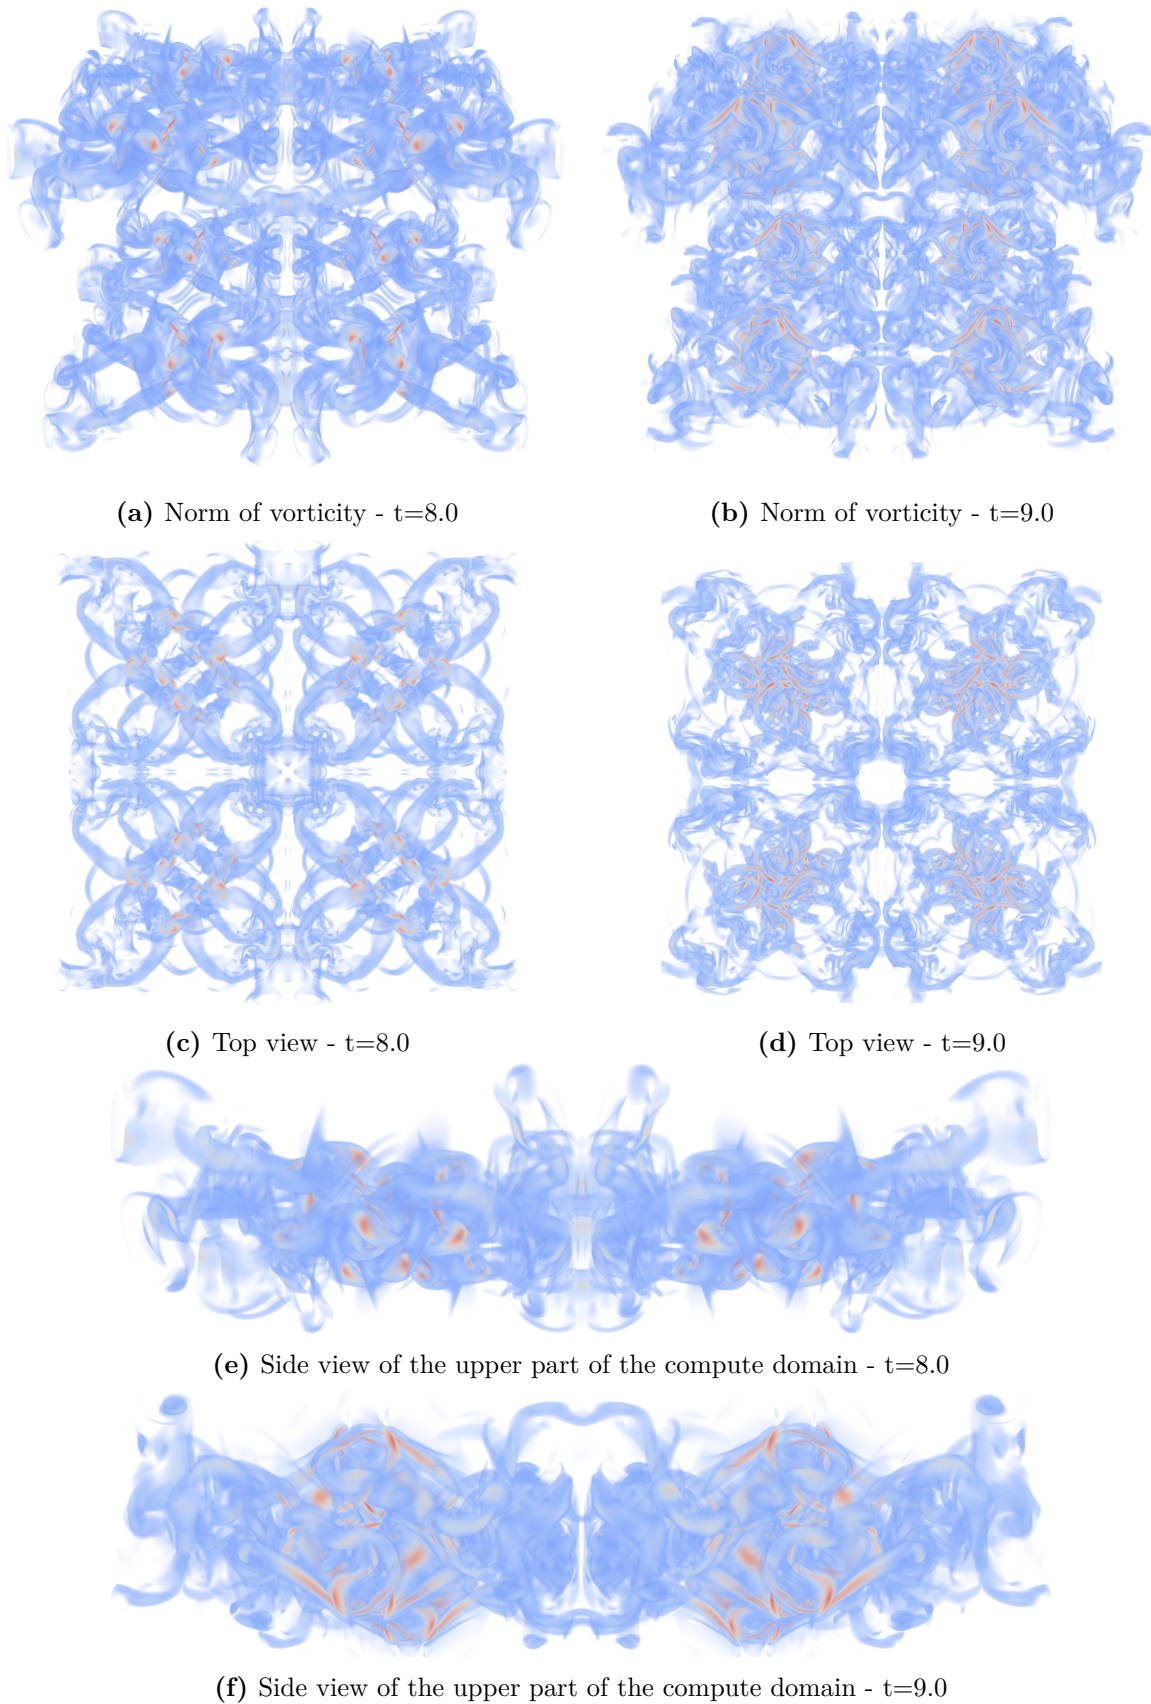 (a) Norm of vorticity - t=8.0
(b) Norm of vorticity - t=9.0
(c) Top view - t=8.0
(d) Top view - t=9.0
(e) Side view of the upper part of the compute domain - t=8.0
(f) Side view of the upper part of the compute domain - t=9.0